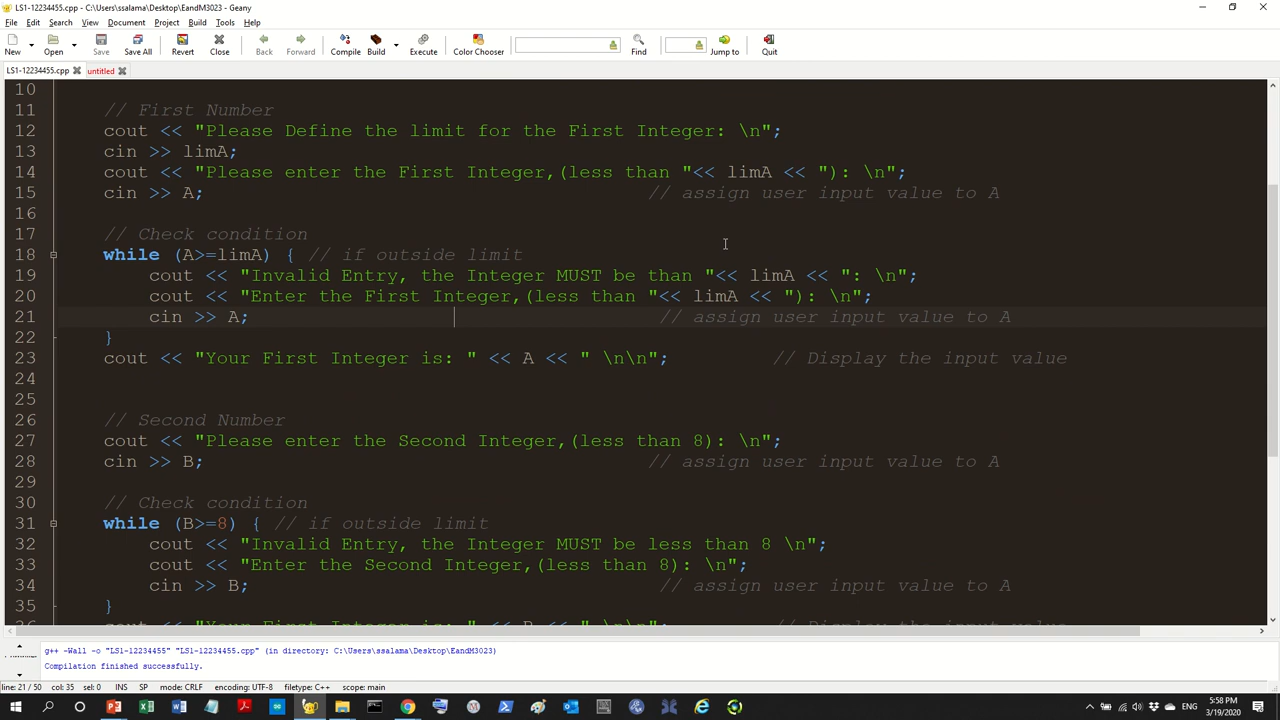 LS1-12234455.cpp - C:\Users\ssalama\Desktop\EandM3023 - Geany
File Edit Search View Document Project Build Tools Help
New Open Save Save All Revert Close Back Forward Compile Build Execute Color Chooser Find Jump to Quit
LS1-12234455.cpp untitled
10
11 // First Number
12 cout << "Please Define the limit for the First Integer: \n";
13 cin >> limA;
14 cout << "Please enter the First Integer,(less than "<< limA << "): \n";
15 cin >> A; // assign user input value to A
16
17 // Check condition
18 while (A>=limA) { // if outside limit
19 cout << "Invalid Entry, the Integer MUST be than "<< limA << ": \n";
20 cout << "Enter the First Integer,(less than "<< limA << "): \n";
21 cin >> A; // assign user input value to A
22 }
23 cout << "Your First Integer is: " << A << " \n\n"; // Display the input value
24
25
26 // Second Number
27 cout << "Please enter the Second Integer,(less than 8): \n";
28 cin >> B; // assign user input value to A
29
30 // Check condition
31 while (B>=8) { // if outside limit
32 cout << "Invalid Entry, the Integer MUST be less than 8 \n";
33 cout << "Enter the Second Integer,(less than 8): \n";
34 cin >> B; // assign user input value to A
35 }
36 cout << "Your First Integer is: " << B << " \n\n"; // Display the input value
g++ -Wall -o "LS1-12234455" "LS1-12234455.cpp" (in directory: C:\Users\ssalama\Desktop\EandM3023)
Compilation finished successfully.
line: 21 / 50 col: 35 sel: 0 INS SP mode: CRLF encoding: UTF-8 filetype: C++ scope: main
5:58 PM
3/19/2020